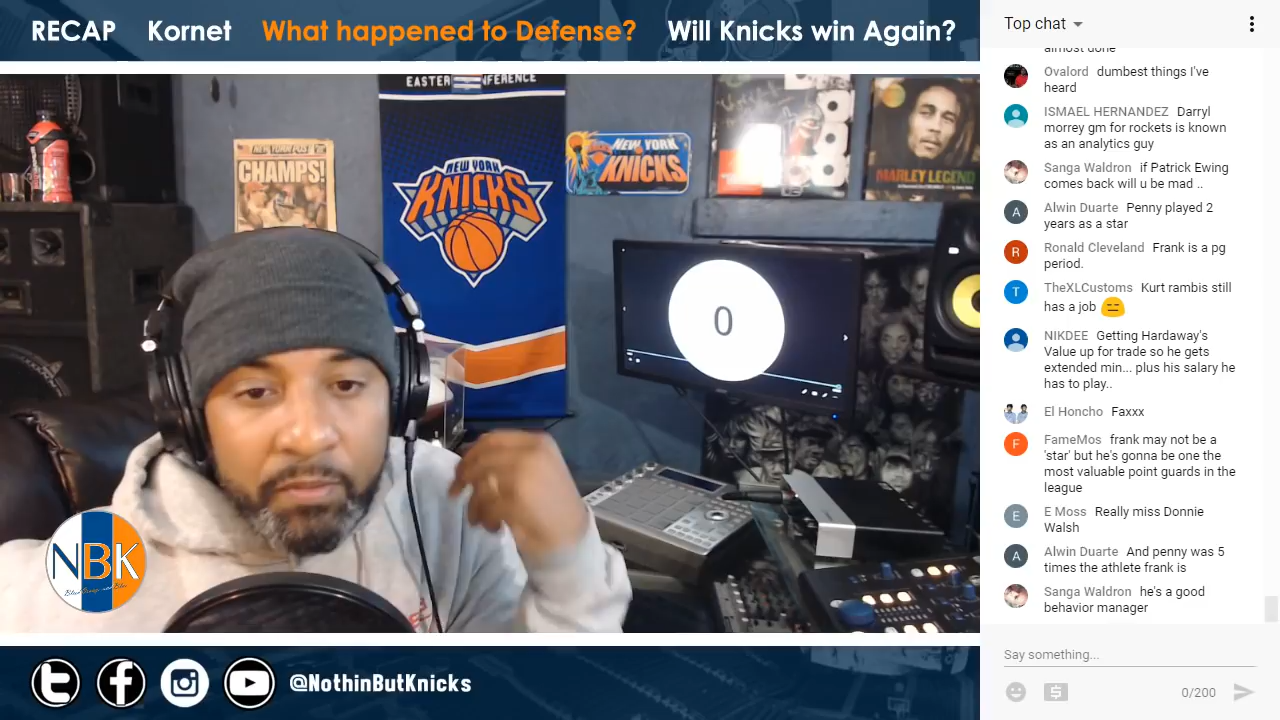 RECAP Kornet What happened to Defense? Will Knicks win Again?
EASTER NFERENCE
NEW YORK POST
CHAMPS!
NEW YORK
KNICKS
NEW YORK
KNICKS
MARLEY LEGEND
0
NBK
@NothinButKnicks
Top chat
almost done
Ovalord dumbest things I've
heard
ISMAEL HERNANDEZ Darryl
morrey gm for rockets is known
as an analytics guy
Sanga Waldron if Patrick Ewing
comes back will u be mad ..
A Alwin Duarte Penny played 2
years as a star
R Ronald Cleveland Frank is a pg
period.
T TheXLCustoms Kurt rambis still
has a job 😑
NIKDEE Getting Hardaway's
Value up for trade so he gets
extended min... plus his salary he
has to play..
El Honcho Faxxx
F FameMos frank may not be a
'star' but he's gonna be one the
most valuable point guards in the
league
E E Moss Really miss Donnie
Walsh
A Alwin Duarte And penny was 5
times the athlete frank is
Sanga Waldron he's a good
behavior manager
Say something...
0/200